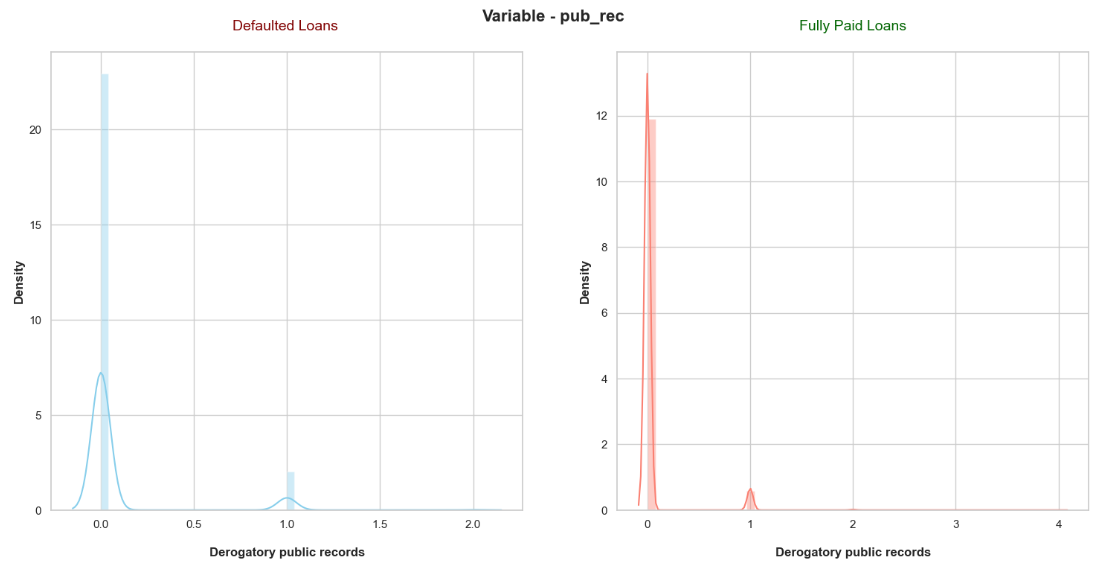 Variable - pub_rec
Defaulted Loans
20
15
10
5
0
Density
0.0 0.5 1.0 1.5 2.0
Derogatory public records
Fully Paid Loans
12
10
8
6
4
2
0
Density
0 1 2 3 4
Derogatory public records